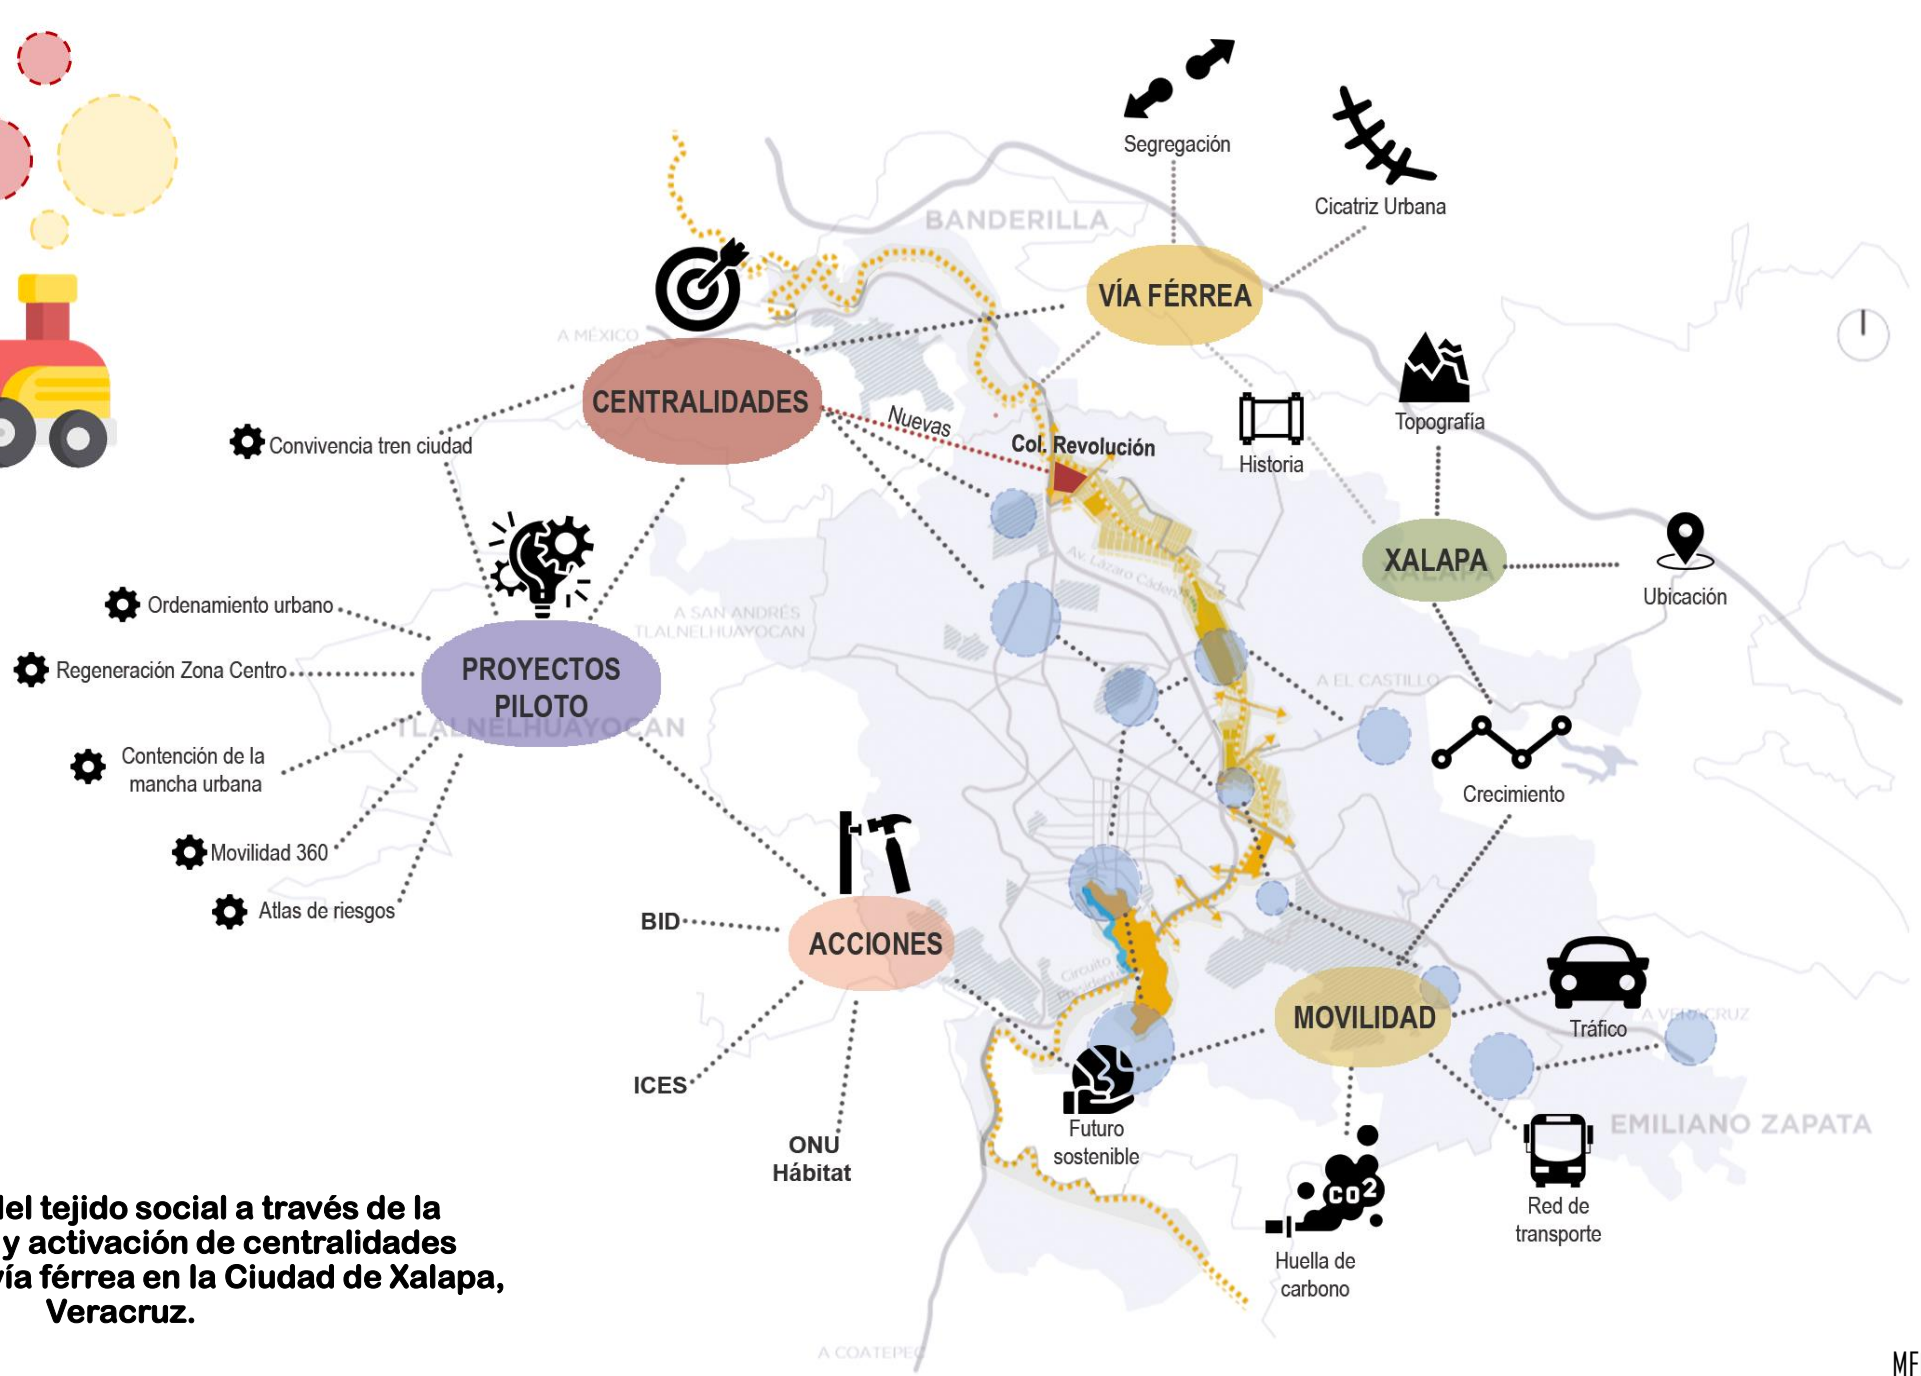 Segregación
Cicatriz Urbana
BANDERILLA
VÍA FÉRREA
A MÉXICO
CENTRALIDADES
Nuevas
Col. Revolución
Historia
Topografía
Convivencia tren ciudad
XALAPA
Ubicación
Av. Lázaro Cárdenas
A SAN ANDRÉS
TLALNELHUAYOCAN
Ordenamiento urbano
Regeneración Zona Centro
PROYECTOS
PILOTO
TLALNELHUAYOCAN
A EL CASTILLO
Contención de la
mancha urbana
Crecimiento
Movilidad 360
Atlas de riesgos
BID
ACCIONES
Circuito
MOVILIDAD
Tráfico
A VERACRUZ
ICES
ONU
Hábitat
Futuro
sostenible
EMILIANO ZAPATA
CO2
Huella de
carbono
Red de
transporte
del tejido social a través de la
y activación de centralidades
vía férrea en la Ciudad de Xalapa,
Veracruz.
A COATEPEC
MF